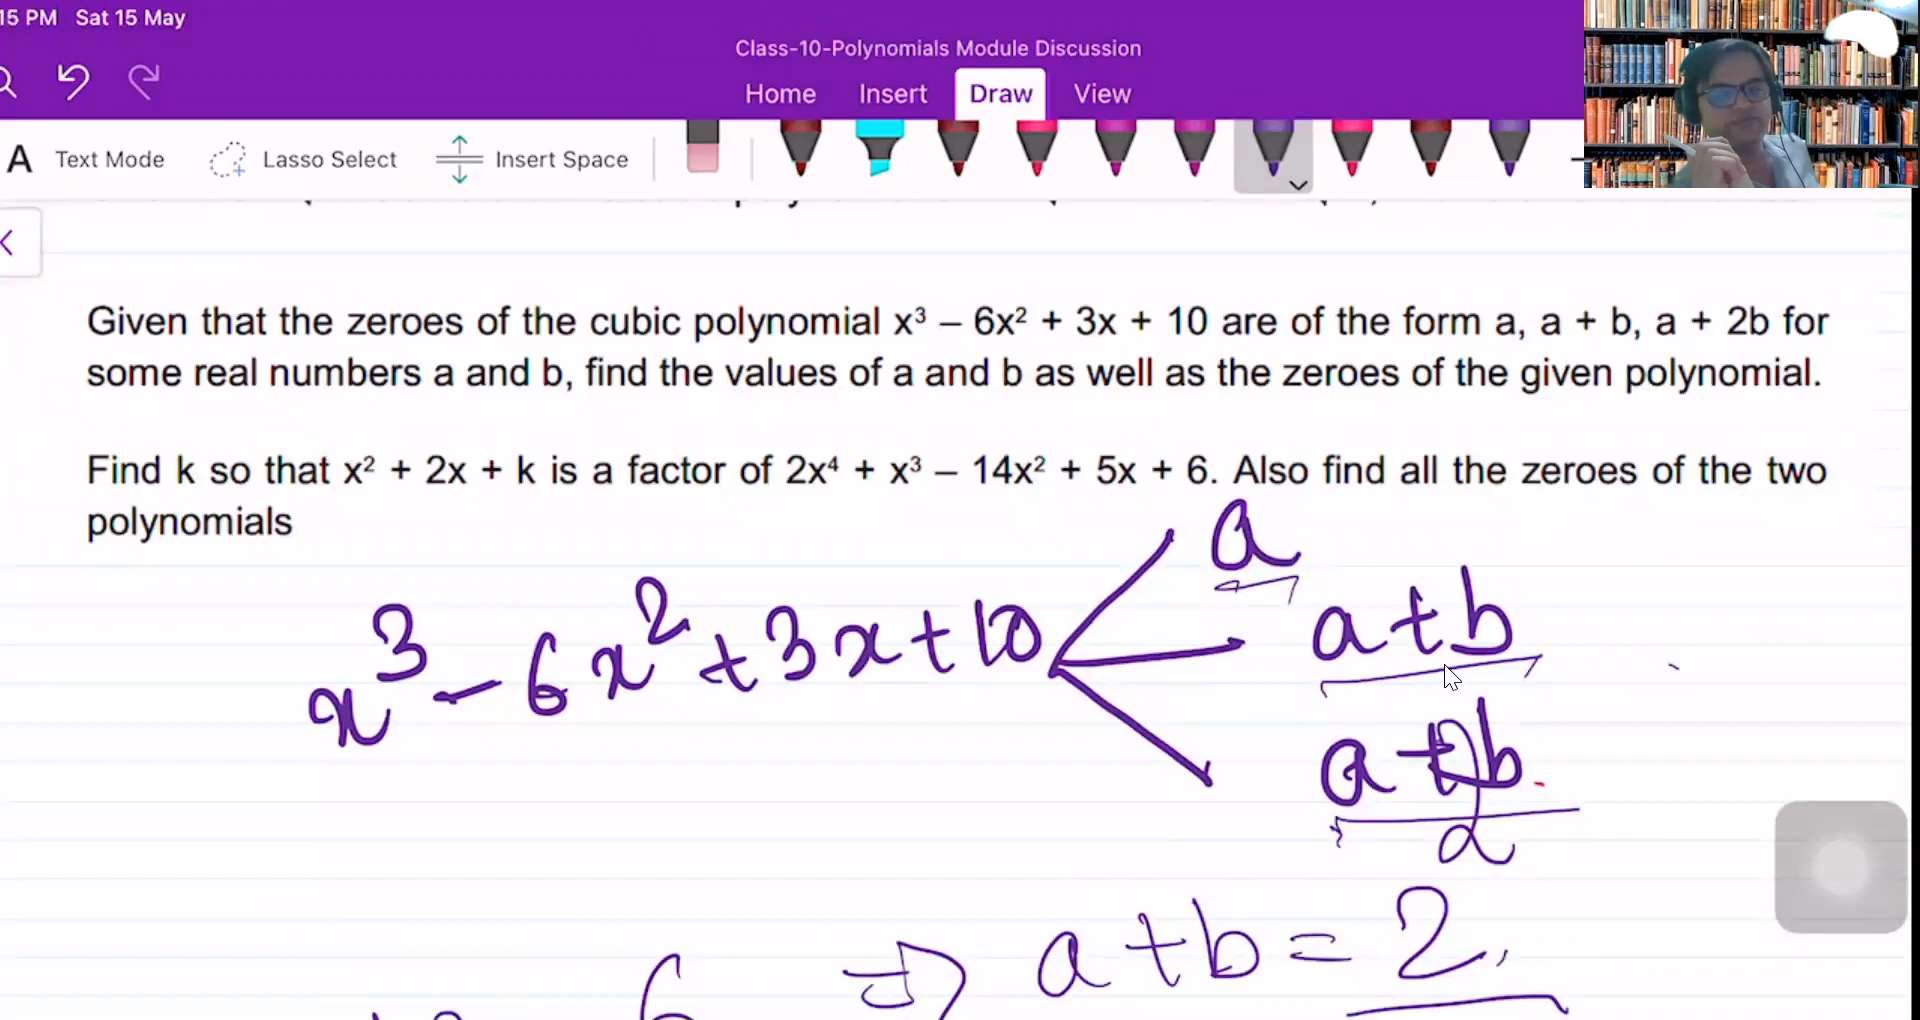 15 PM Sat 15 May
Class-10-Polynomials Module Discussion
Home Insert Draw View
A Text Mode Lasso Select Insert Space
Given that the zeroes of the cubic polynomial x³ – 6x² + 3x + 10 are of the form a, a + b, a + 2b for
some real numbers a and b, find the values of a and b as well as the zeroes of the given polynomial.
Find k so that x² + 2x + k is a factor of 2x⁴ + x³ – 14x² + 5x + 6. Also find all the zeroes of the two
polynomials
a
x³ - 6x² + 3x + 10
a+b
a+2b
6 ⇒ a+b = 2,